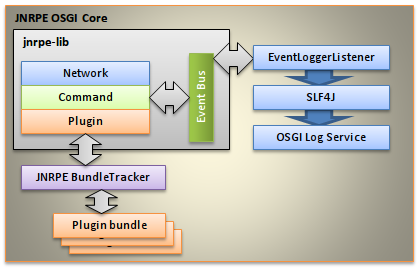 JNRPE OSGI Core
jnrpe-lib
Network
Command
Plugin
Event Bus
EventLoggerListener
SLF4J
OSGI Log Service
JNRPE BundleTracker
Plugin bundle